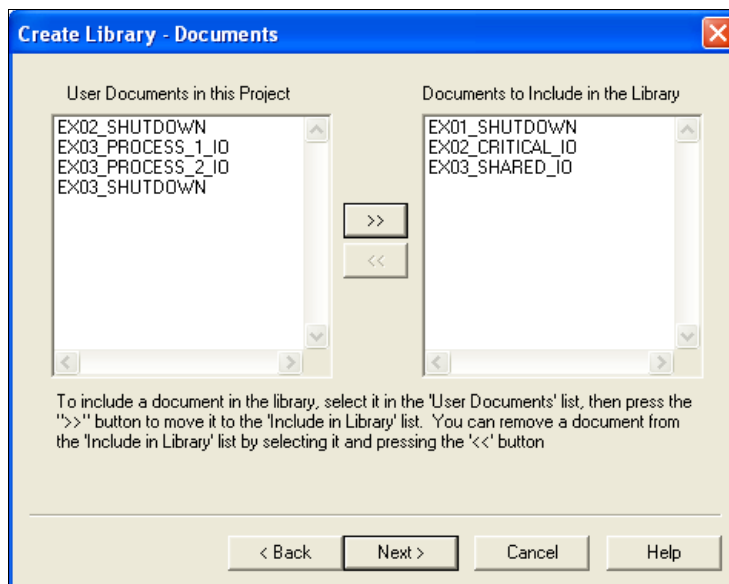 Create Library - Documents
User Documents in this Project
Documents to Include in the Library
EX02_SHUTDOWN
EX03_PROCESS_1_IO
EX03_PROCESS_2_IO
EX03_SHUTDOWN
EX01_SHUTDOWN
EX02_CRITICAL_IO
EX03_SHARED_IO
>>
<<
To include a document in the library, select it in the 'User Documents' list, then press the
">>" button to move it to the 'Include in Library' list.  You can remove a document from
the 'Include in Library' list by selecting it and pressing the '<<' button
< Back
Next >
Cancel
Help